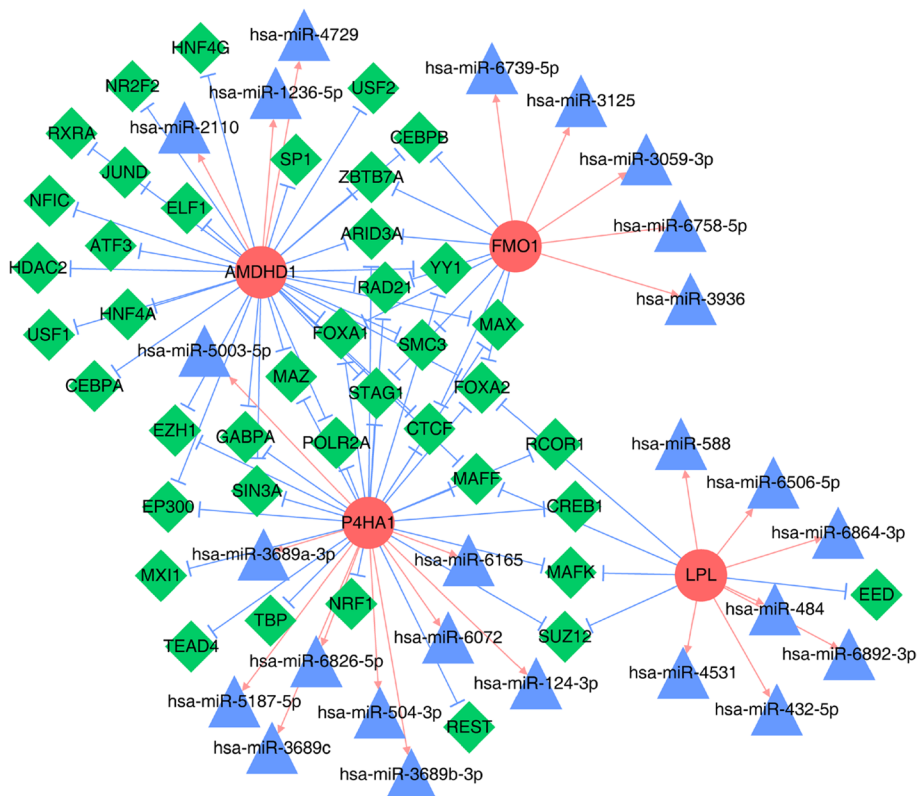 hsa-miR-4729
HNF4G
hsa-miR-6739-5p
NR2F2
hsa-miR-1236-5p
USF2
hsa-miR-3125
hsa-miR-2110
RXRA
CEBPB
SP1
hsa-miR-3059-3p
JUND
ZBTB7A
NFIC
ELF1
hsa-miR-6758-5p
ATF3
ARID3A
FMO1
HDAC2
AMDHD1
YY1
RAD21
hsa-miR-3936
HNF4A
USF1
FOXA1
MAX
SMC3
hsa-miR-5003-5p
CEBPA
MAZ
STAG1
FOXA2
EZH1
GABPA
POLR2A
CTCF
RCOR1
hsa-miR-588
MAFF
hsa-miR-6506-5p
SIN3A
EP300
CREB1
P4HA1
hsa-miR-6864-3p
hsa-miR-3689a-3p
hsa-miR-6165
MXI1
MAFK
LPL
EED
NRF1
hsa-miR-484
TBP
hsa-miR-6072
SUZ12
TEAD4
hsa-miR-6826-5p
hsa-miR-6892-3p
hsa-miR-4531
hsa-miR-124-3p
hsa-miR-5187-5p
hsa-miR-504-3p
hsa-miR-432-5p
REST
hsa-miR-3689c
hsa-miR-3689b-3p